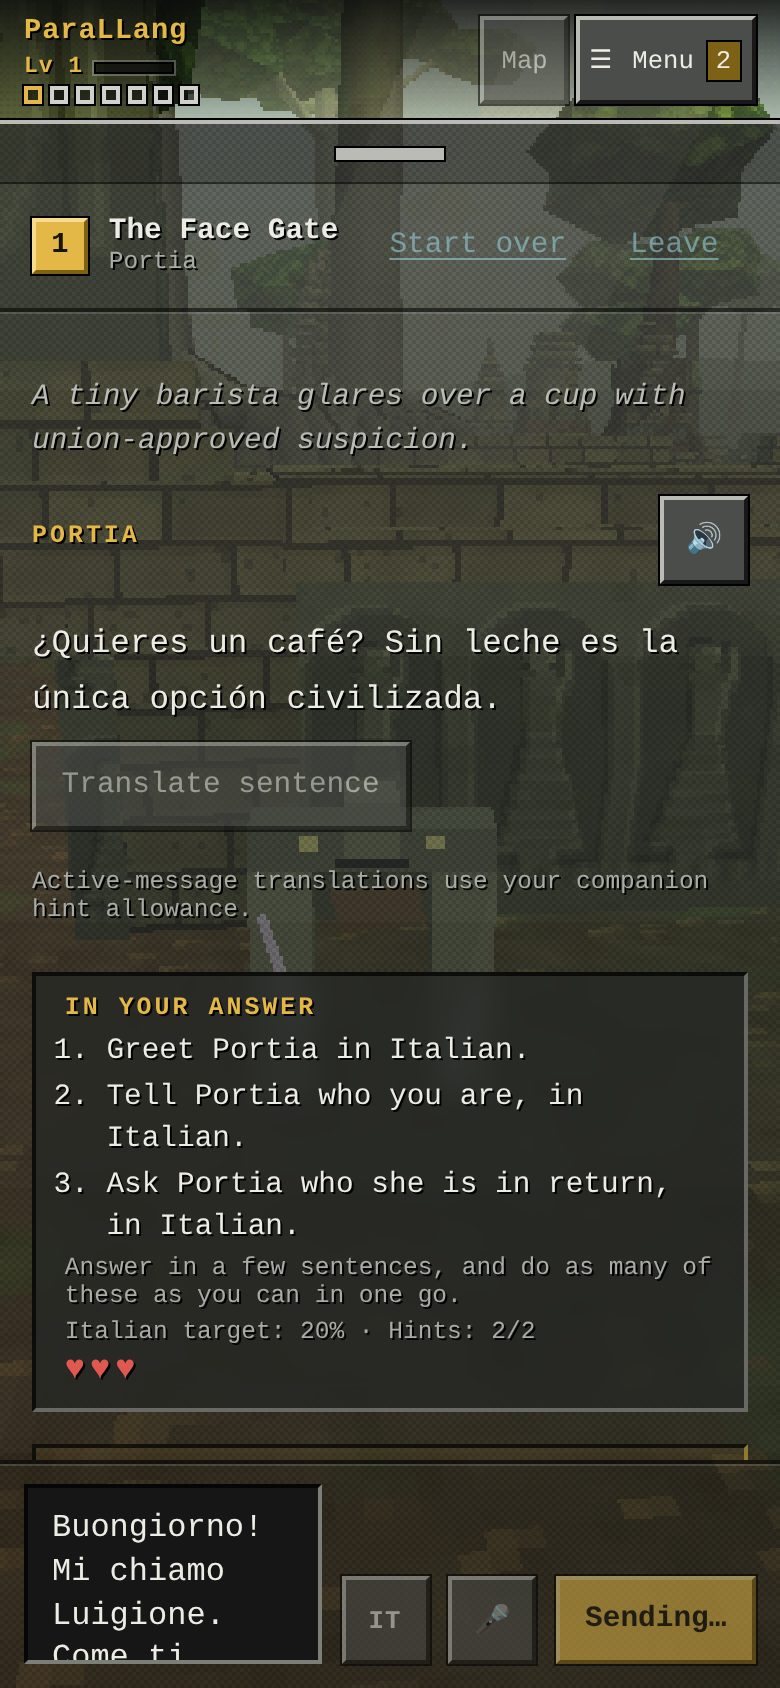 ParaLLang
Lv 1
Map
☰ Menu 2
1
The Face Gate
Portia
Start over
Leave
A tiny barista glares over a cup with
union-approved suspicion.
PORTIA
¿Quieres un café? Sin leche es la
única opción civilizada.
Translate sentence
Active-message translations use your companion
hint allowance.
IN YOUR ANSWER
1. Greet Portia in Italian.
2. Tell Portia who you are, in
Italian.
3. Ask Portia who she is in return,
in Italian.
Answer in a few sentences, and do as many of
these as you can in one go.
Italian target: 20% · Hints: 2/2
♥♥♥
Buongiorno!
Mi chiamo
Luigione.
Come ti
IT
Sending…